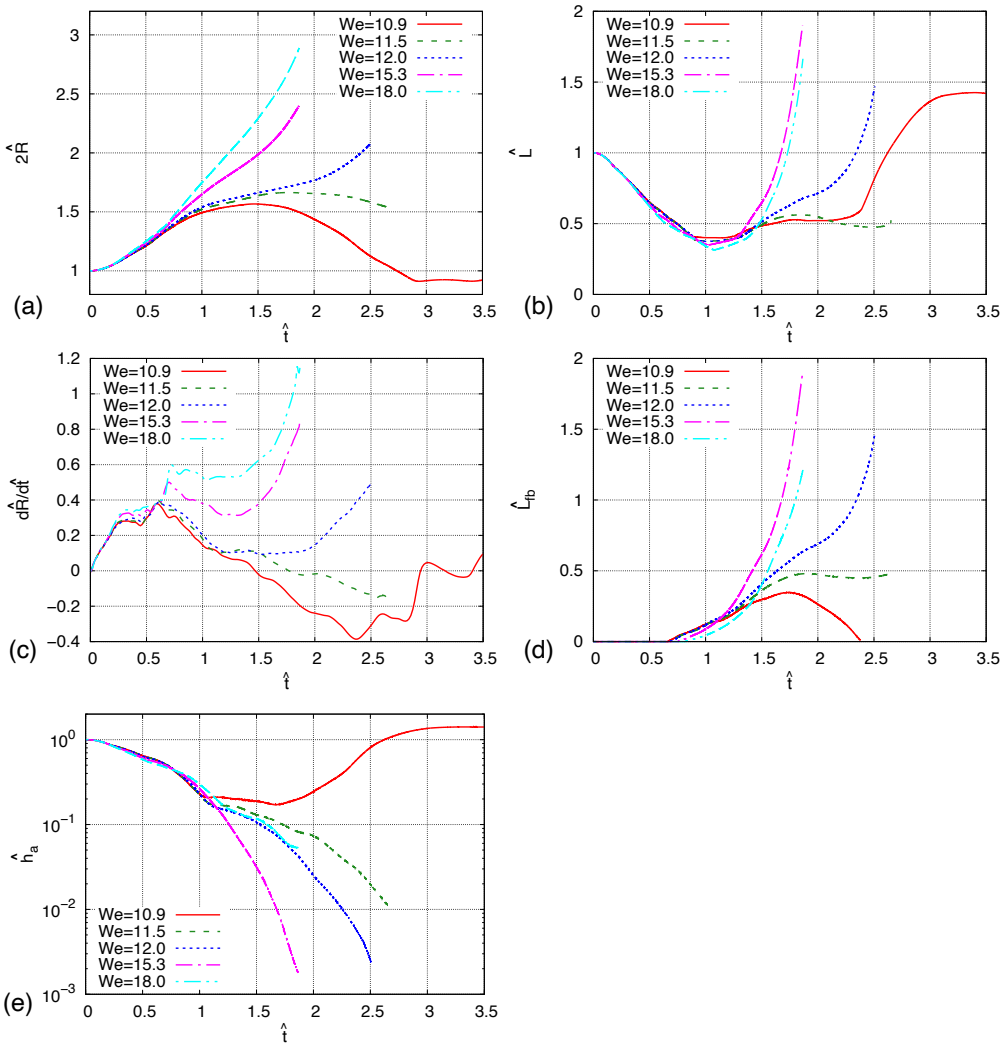 3
2.5
2
1.5
1
2R̂
We=10.9
We=11.5
We=12.0
We=15.3
We=18.0
0 0.5 1 1.5 2 2.5 3 3.5
t̂
(a)
2
1.5
1
0.5
0
L̂
We=10.9
We=11.5
We=12.0
We=15.3
We=18.0
0 0.5 1 1.5 2 2.5 3 3.5
t̂
(b)
1.2
1
0.8
0.6
0.4
0.2
0
−0.2
−0.4
dR̂/dt̂
We=10.9
We=11.5
We=12.0
We=15.3
We=18.0
0 0.5 1 1.5 2 2.5 3 3.5
t̂
(c)
2
1.5
1
0.5
0
L̂fb
We=10.9
We=11.5
We=12.0
We=15.3
We=18.0
0 0.5 1 1.5 2 2.5 3 3.5
t̂
(d)
10⁰
10⁻¹
10⁻²
10⁻³
ĥa
We=10.9
We=11.5
We=12.0
We=15.3
We=18.0
0 0.5 1 1.5 2 2.5 3 3.5
t̂
(e)